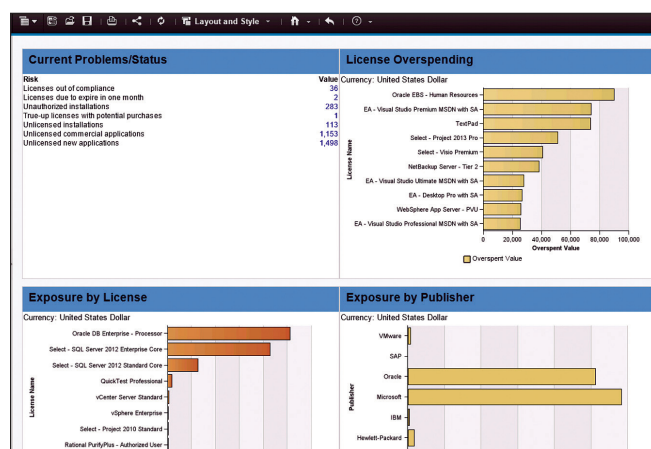 Layout and Style
Current Problems/Status
Risk Value
Licenses out of compliance 36
Licenses due to expire in one month 2
Unauthorized installations 283
True-up licenses with potential purchases 1
Unlicensed installations 113
Unlicensed commercial applications 1,153
Unlicensed new applications 1,498
License Overspending
Currency: United States Dollar
License Name
Oracle EBS - Human Resources
EA - Visual Studio Premium MSDN with SA
TextPad
Select - Project 2013 Pro
Select - Visio Premium
NetBackup Server - Tier 2
EA - Visual Studio Ultimate MSDN with SA
EA - Desktop Pro with SA
WebSphere App Server - PVU
EA - Visual Studio Professional MSDN with SA
0 20,000 40,000 60,000 80,000 100,000
Overspent Value
Overspent Value
Exposure by License
Currency: United States Dollar
License Name
Oracle DB Enterprise - Processor
Select - SQL Server 2012 Enterprise Core
Select - SQL Server 2012 Standard Core
QuickTest Professional
vCenter Server Standard
vSphere Enterprise
Select - Project 2010 Standard
Rational PurifyPlus - Authorized User
Exposure by Publisher
Currency: United States Dollar
Publisher
VMware
SAP
Oracle
Microsoft
IBM
Hewlett-Packard